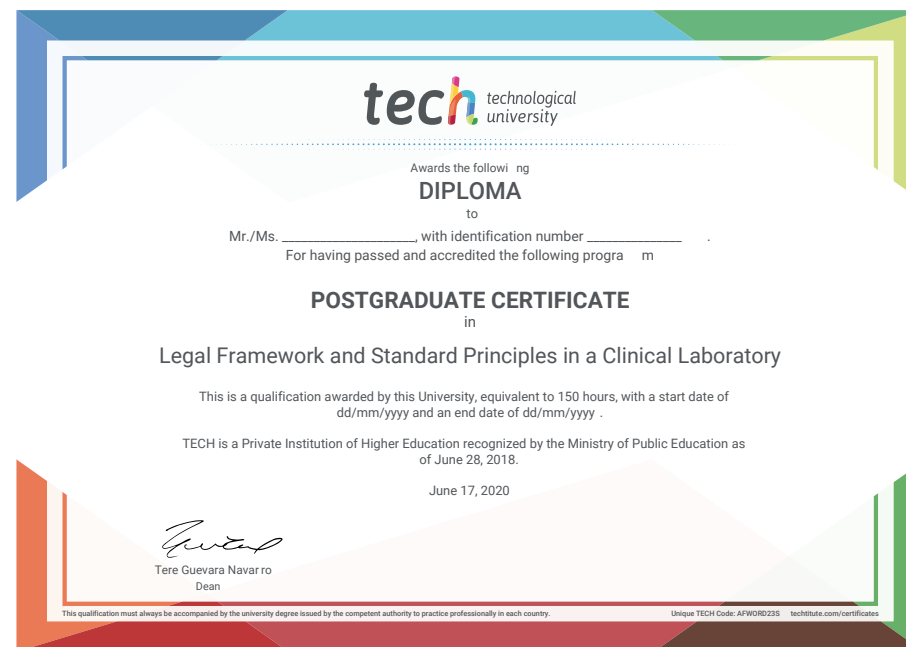 tech technological
university
Awards the followi ng
DIPLOMA
to
Mr./Ms. ____________________, with identification number ______________ .
For having passed and accredited the following progra m
POSTGRADUATE CERTIFICATE
in
Legal Framework and Standard Principles in a Clinical Laboratory
This is a qualification awarded by this University, equivalent to 150 hours, with a start date of
dd/mm/yyyy and an end date of dd/mm/yyyy .
TECH is a Private Institution of Higher Education recognized by the Ministry of Public Education as
of June 28, 2018.
June 17, 2020
Tere Guevara Navar ro
Dean
This qualification must always be accompanied by the university degree issued by the competent authority to practice professionally in each country. Unique TECH Code: AFWORD23S techtitute.com/certificates